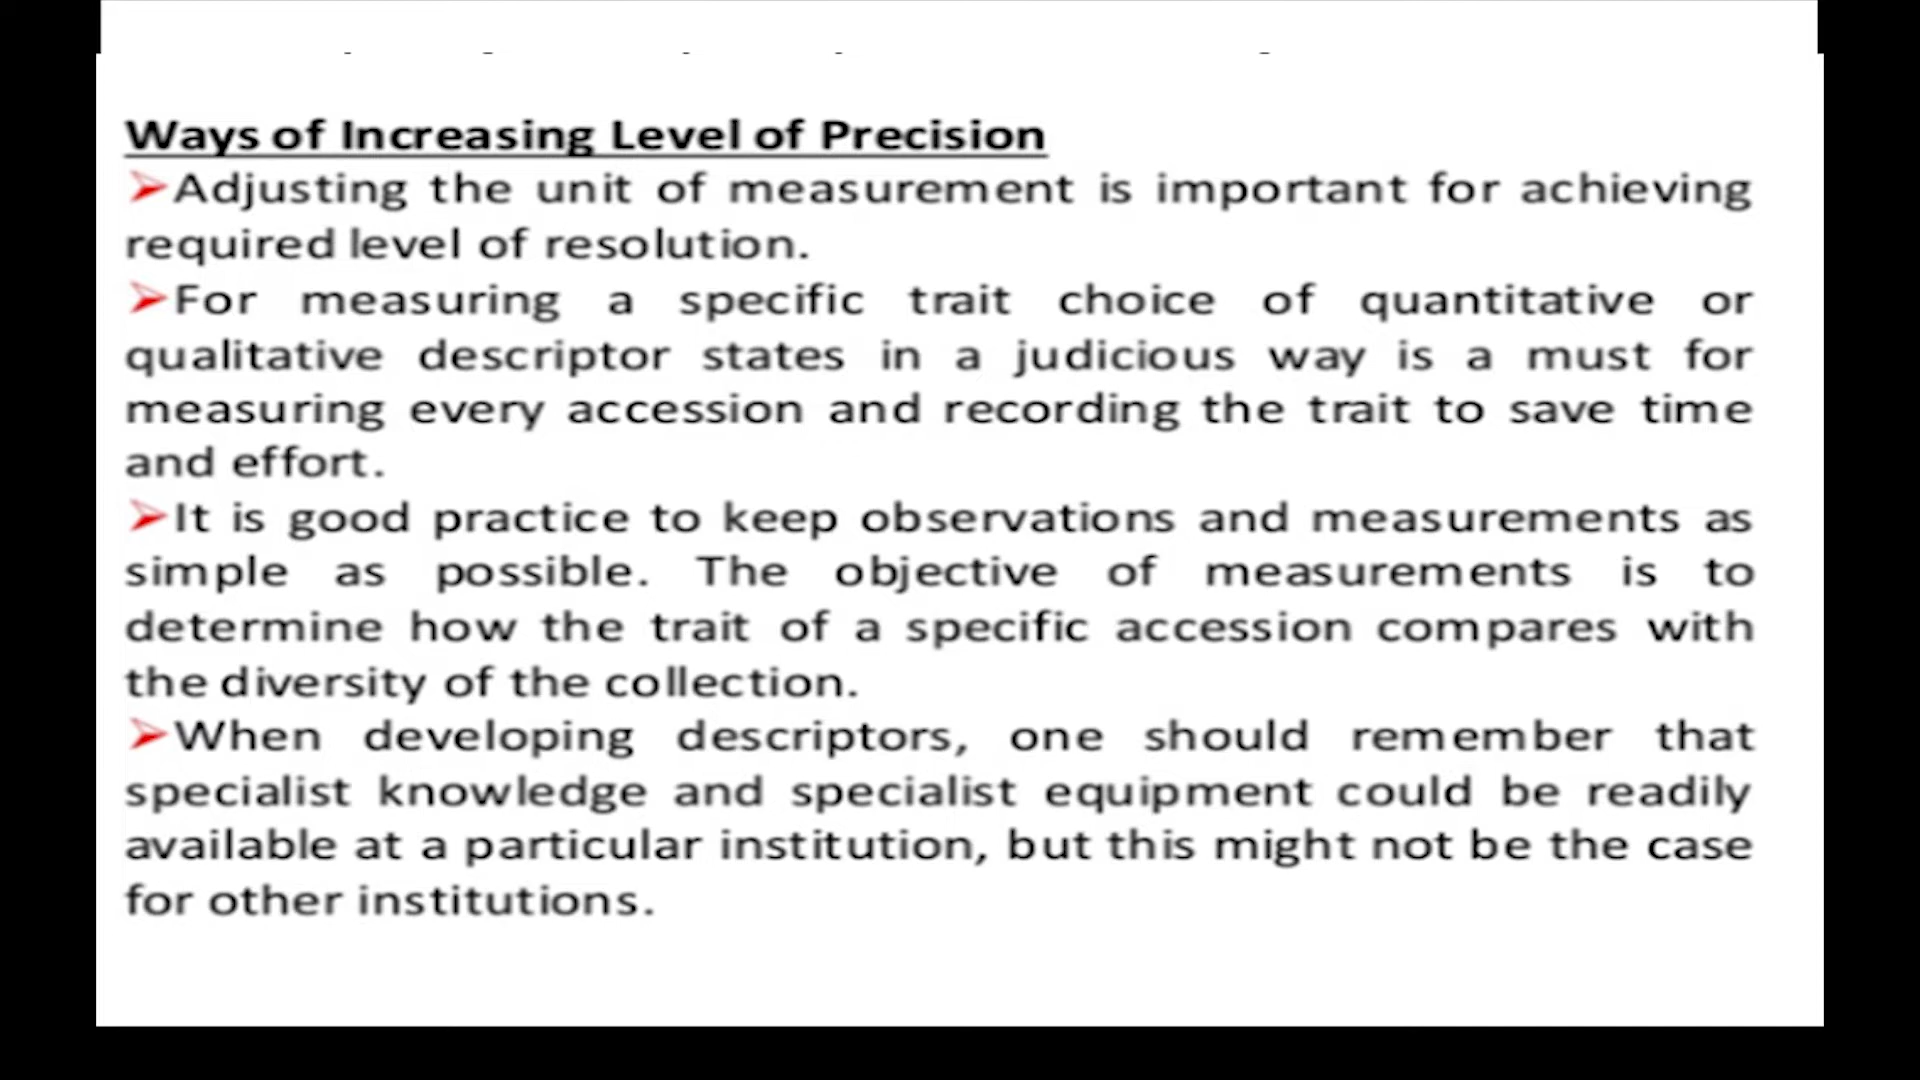 Ways of Increasing Level of Precision
➢Adjusting the unit of measurement is important for achieving
required level of resolution.
➢For measuring a specific trait choice of quantitative or
qualitative descriptor states in a judicious way is a must for
measuring every accession and recording the trait to save time
and effort.
➢It is good practice to keep observations and measurements as
simple as possible. The objective of measurements is to
determine how the trait of a specific accession compares with
the diversity of the collection.
➢When developing descriptors, one should remember that
specialist knowledge and specialist equipment could be readily
available at a particular institution, but this might not be the case
for other institutions.